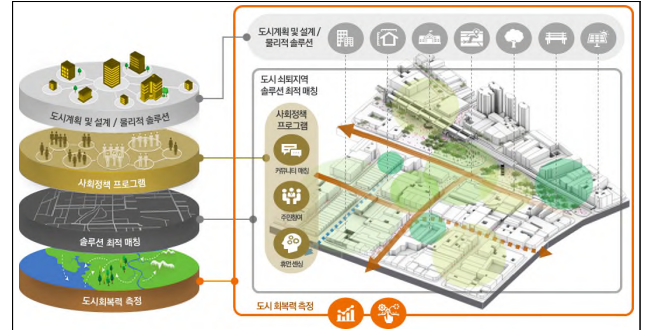 도시계획 및 설계 /
물리적 솔루션
도시 쇠퇴지역
솔루션 최적 매칭
사회정책
프로그램
커뮤니티 매칭
주민참여
휴먼 센싱
도시계획 및 설계 / 물리적 솔루션
사회정책 프로그램
솔루션 최적 매칭
도시회복력 측정
도시 회복력 측정